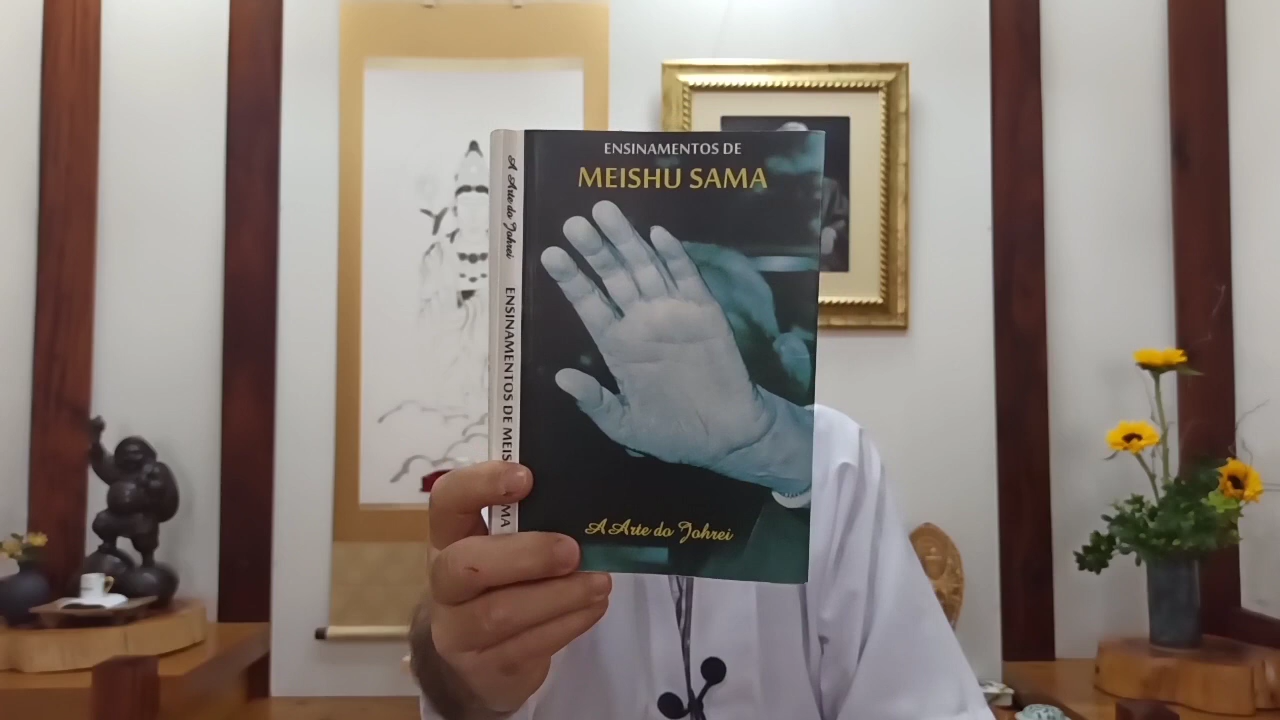 ENSINAMENTOS DE
MEISHU SAMA
A Arte do Johrei
A Arte do Johrei
ENSINAMENTOS DE MEIS MA